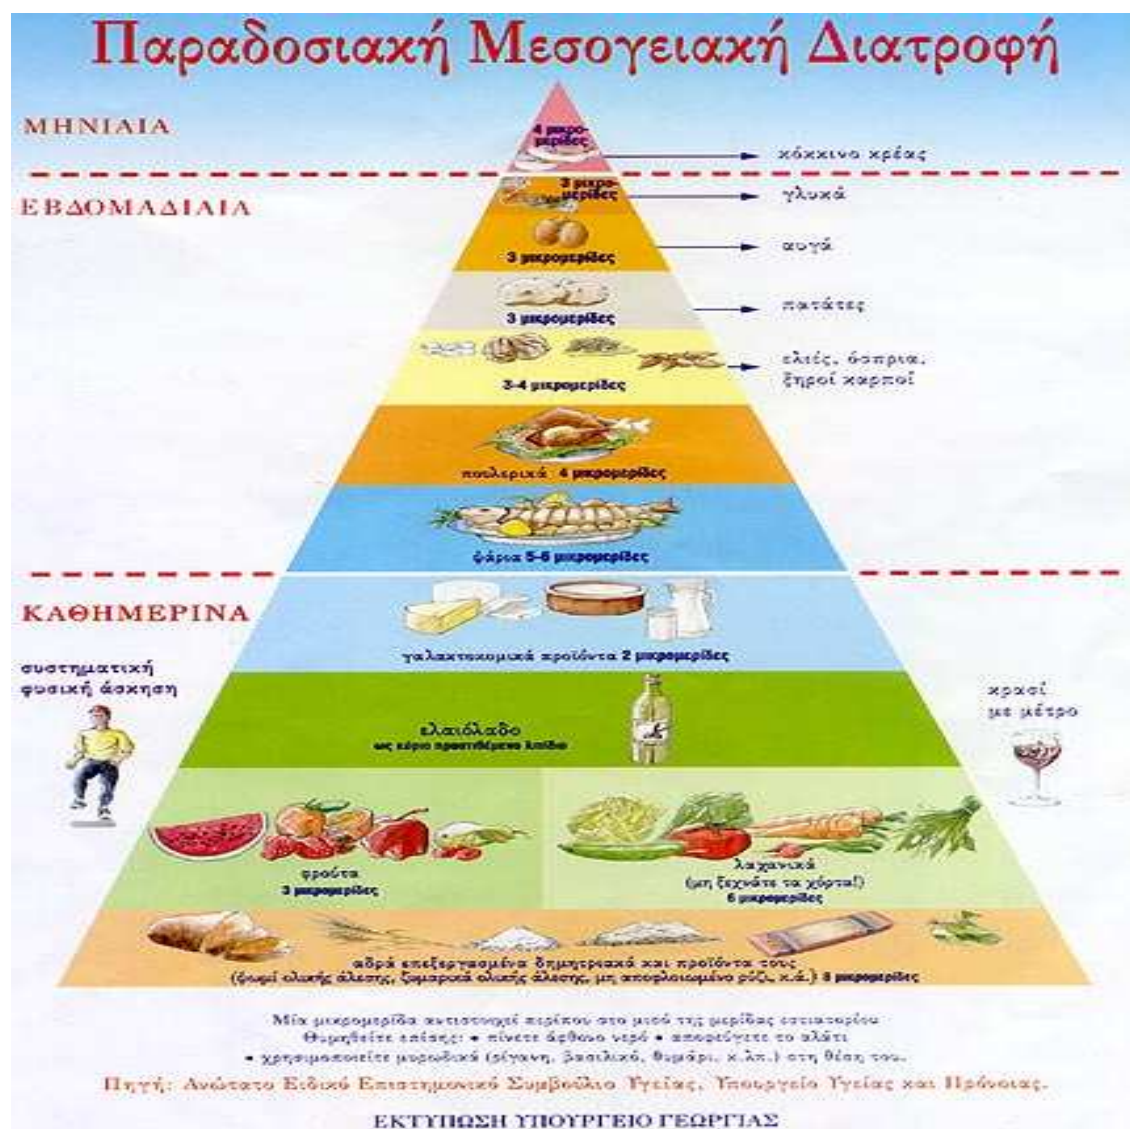 Παραδοσιακή Μεσογειακή Διατροφή
ΜΗΝΙΑΙΑ
4 μικρο-
μερίδες
κόκκινο κρέας
ΕΒΔΟΜΑΔΙΑΙΑ
3 μικρο-
μερίδες
γλυκά
αυγά
3 μικρομερίδες
πατάτες
3 μικρομερίδες
ελιές, όσπρια,
ξηροί καρποί
3-4 μικρομερίδες
πουλερικά 4 μικρομερίδες
ψάρια 5-6 μικρομερίδες
ΚΑΘΗΜΕΡΙΝΑ
συστηματική
φυσική άσκηση
γαλακτοκομικά προϊόντα 2 μικρομερίδες
κρασί
με μέτρο
ελαιόλαδο
ως κύριο προστιθέμενο λιπίδιο
φρούτα
3 μικρομερίδες
λαχανικά
(μη ξεχνάτε τα χόρτα!)
6 μικρομερίδες
αδρά επεξεργασμένα δημητριακά και προϊόντα τους
(ψωμί ολικής άλεσης, ζυμαρικά ολικής άλεσης, μη αποφλοιωμένο ρύζι, κ.ά.) 8 μικρομερίδες
Μία μικρομερίδα αντιστοιχεί περίπου στο μισό της μερίδας εστιατορίου
Θυμηθείτε επίσης: • πίνετε άφθονο νερό • αποφεύγετε το αλάτι
• χρησιμοποιείτε μυρωδικά (ρίγανη, βασιλικό, θυμάρι, κ.λπ.) στη θέση του.
Πηγή: Ανώτατο Ειδικό Επιστημονικό Συμβούλιο Υγείας, Υπουργείο Υγείας και Πρόνοιας.
ΕΚΤΥΠΩΣΗ ΥΠΟΥΡΓΕΙΟ ΓΕΩΡΓΙΑΣ